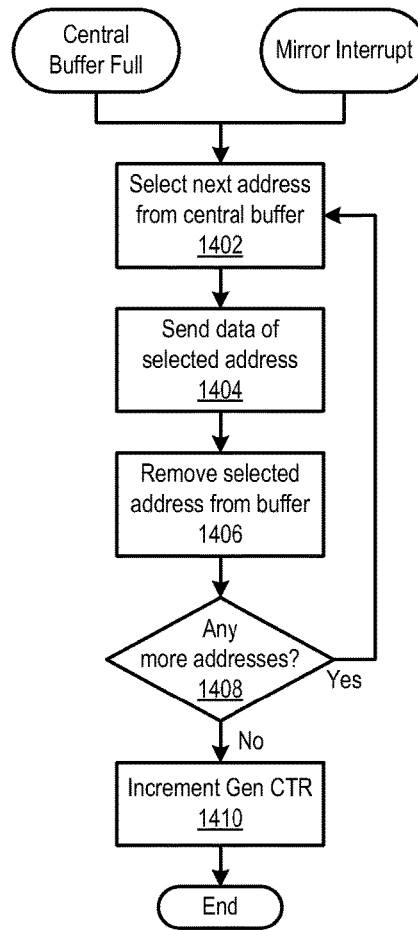 Central
Buffer Full
Mirror Interrupt
Select next address
from central buffer
1402
Send data of
selected address
1404
Remove selected
address from buffer
1406
Any
more addresses?
1408
Yes
No
Increment Gen CTR
1410
End